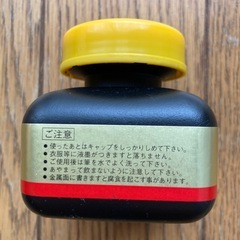 ご注意
●使ったあとはキャップをしっかりしめて下さい。
●衣服等に液墨がつきますと落ちません。
●ご使用後は筆を水でよく洗って下さい。
●あやまって飲まないように注意して下さい。
●金属面に書きますと腐食を起こす事があります。